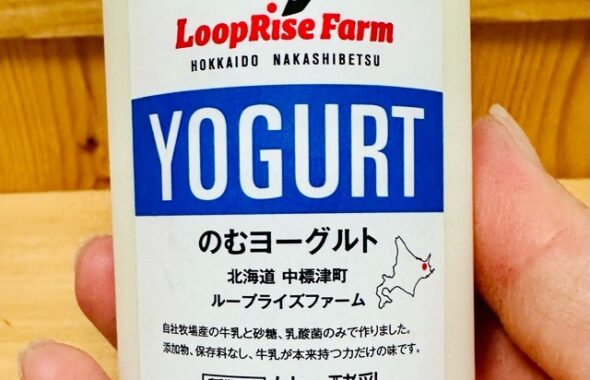 LoopRise Farm
HOKKAIDO NAKASHIBETSU
YOGURT
のむヨーグルト
北海道 中標津町
ループライズファーム
自社牧場産の牛乳と砂糖、乳酸菌のみで作りました。
添加物、保存料なし、牛乳が本来持つ力だけの味です。